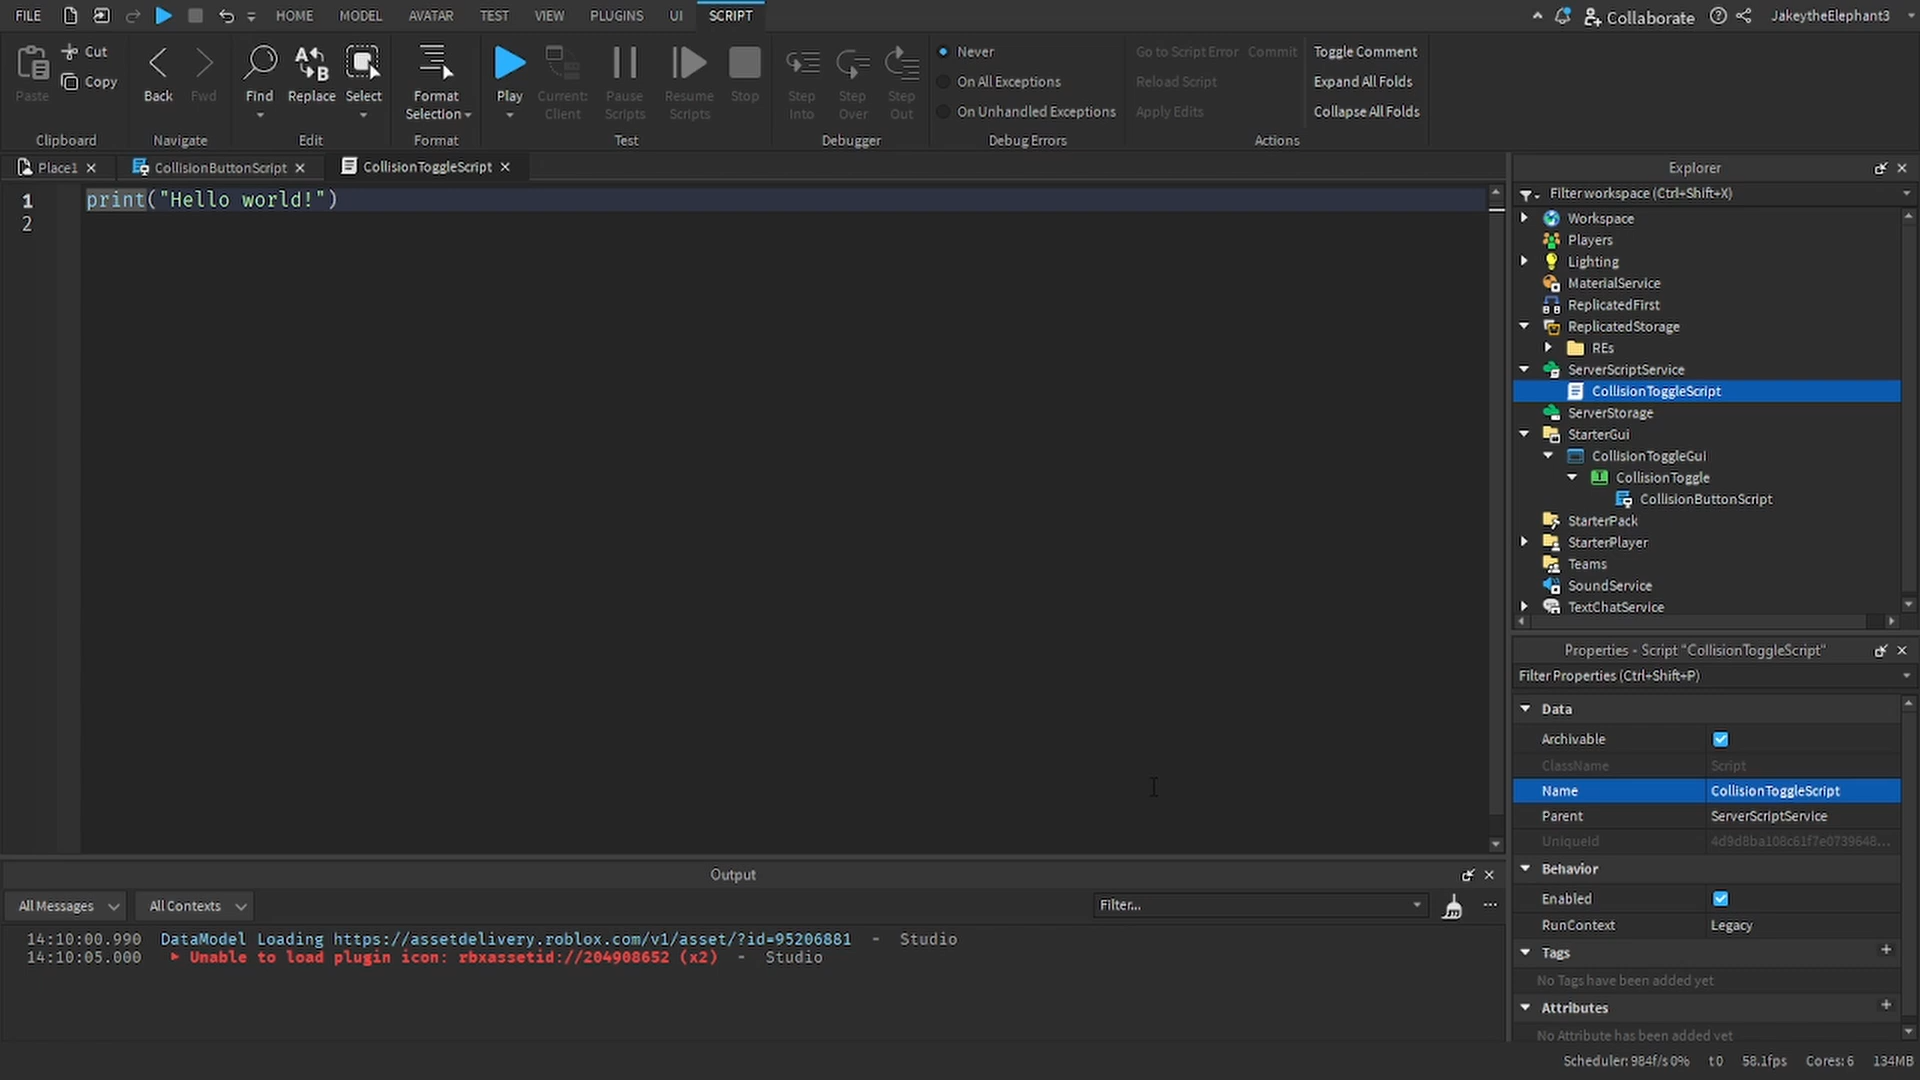 FILE HOME MODEL AVATAR TEST VIEW PLUGINS UI SCRIPT Collaborate JakeytheElephant3
Paste Cut Copy
Clipboard
Back Fwd
Navigate
Find Replace Select
Edit
Format Selection
Format
Play Current: Client Pause Scripts Resume Scripts Stop
Test
Step Into Step Over Step Out
Debugger
Never
On All Exceptions
On Unhandled Exceptions
Debug Errors
Go to Script Error Commit Toggle Comment
Reload Script Expand All Folds
Apply Edits Collapse All Folds
Actions
Place1 CollisionButtonScript CollisionToggleScript
1 print("Hello world!")
2
Explorer
Filter workspace (Ctrl+Shift+X)
Workspace
Players
Lighting
MaterialService
ReplicatedFirst
ReplicatedStorage
REs
ServerScriptService
CollisionToggleScript
ServerStorage
StarterGui
CollisionToggleGui
CollisionToggle
CollisionButtonScript
StarterPack
StarterPlayer
Teams
SoundService
TextChatService
Properties - Script "CollisionToggleScript"
Filter Properties (Ctrl+Shift+P)
Data
Archivable
ClassName Script
Name CollisionToggleScript
Parent ServerScriptService
UniqueId 4d9d8ba108c61f7e0739648...
Behavior
Enabled
RunContext Legacy
Tags
No Tags have been added yet
Attributes
No Attribute has been added yet
Output
All Messages All Contexts Filter...
14:10:00.990 DataModel Loading https://assetdelivery.roblox.com/v1/asset/?id=95206881 - Studio
14:10:05.000 Unable to load plugin icon: rbxassetid://204908652 (x2) - Studio
Scheduler: 984f/s 0% t 0 58.1fps Cores: 6 134MB